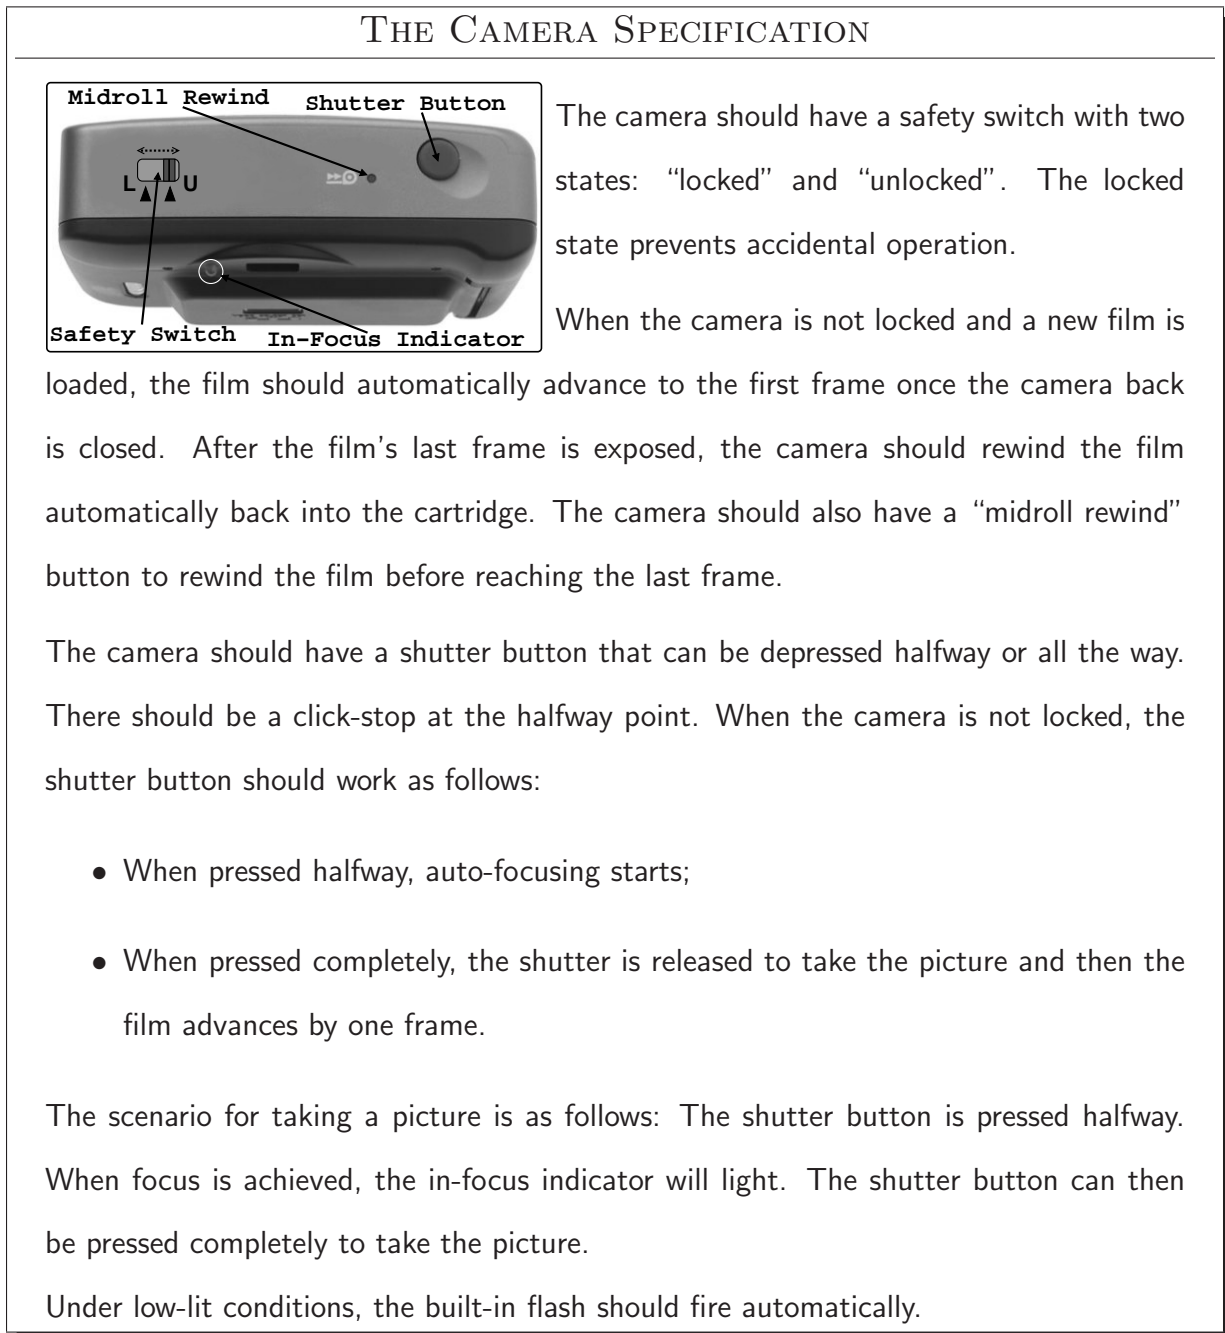 THE CAMERA SPECIFICATION
Midroll Rewind
Shutter Button
L
U
Safety Switch
In-Focus Indicator
The camera should have a safety switch with two
states: “locked” and “unlocked”. The locked
state prevents accidental operation.
When the camera is not locked and a new film is
loaded, the film should automatically advance to the first frame once the camera back
is closed. After the film’s last frame is exposed, the camera should rewind the film
automatically back into the cartridge. The camera should also have a “midroll rewind”
button to rewind the film before reaching the last frame.
The camera should have a shutter button that can be depressed halfway or all the way.
There should be a click-stop at the halfway point. When the camera is not locked, the
shutter button should work as follows:
• When pressed halfway, auto-focusing starts;
• When pressed completely, the shutter is released to take the picture and then the
film advances by one frame.
The scenario for taking a picture is as follows: The shutter button is pressed halfway.
When focus is achieved, the in-focus indicator will light. The shutter button can then
be pressed completely to take the picture.
Under low-lit conditions, the built-in flash should fire automatically.